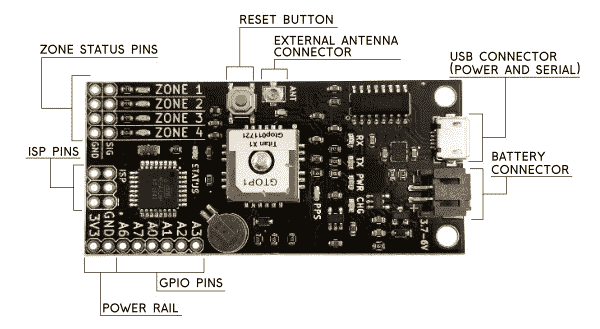 RESET BUTTON
EXTERNAL ANTENNA
CONNECTOR
ZONE STATUS PINS
USB CONNECTOR
(POWER AND SERIAL)
ZONE 1
ZONE 2
ZONE 3
ZONE 4
ANT
GND
SIG
ISP PINS
ISP
STATUS
Titan X1
GTOP1
RX
TX
PWR
CHG
PPS
BATTERY
CONNECTOR
3.7-6V
3V3
GND
A6
A7
A0
A1
A2
A3
GPIO PINS
POWER RAIL